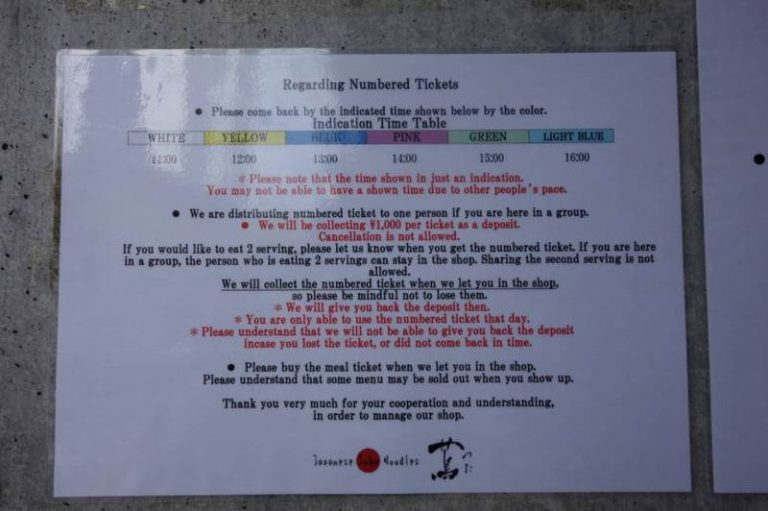 Regarding Numbered Tickets
● Please come back by the indicated time shown below by the color.
Indication Time Table
WHITE YELLOW BLUE PINK GREEN LIGHT BLUE
11:00 12:00 13:00 14:00 15:00 16:00
* Please note that the time shown in just an indication.
You may not be able to have a shown time due to other people's pace.
● We are distributing numbered ticket to one person if you are here in a group.
● We will be collecting ¥1,000 per ticket as a deposit.
Cancellation is not allowed.
If you would like to eat 2 serving, please let us know when you get the numbered ticket. If you are here
in a group, the person who is eating 2 servings can stay in the shop. Sharing the second serving is not
allowed.
We will collect the numbered ticket when we let you in the shop,
so please be mindful not to lose them.
* We will give you back the deposit then.
* You are only able to use the numbered ticket that day.
* Please understand that we will not be able to give you back the deposit
incase you lost the ticket, or did not come back in time.
● Please buy the meal ticket when we let you in the shop.
Please understand that some menu may be sold out when you show up.
Thank you very much for your cooperation and understanding,
in order to manage our shop.
Japanese Soba Noodles 蔦 つた